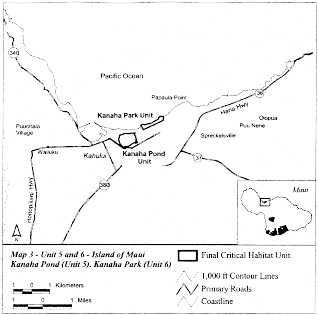 340
Pacific Ocean
36
Papaula Point
Kanaha Park Unit
Hana Hwy
Puuohala
Village
Olopua
Puu Nene
Spreckelsville
Wailuku
Kahului
Kanaha Pond
Unit
37
380
Honoapiilani HWY
Maui
N
Map 3 - Unit 5 and 6 - Island of Maui
Kanaha Pond (Unit 5), Kanaha Park (Unit 6)
1 0 1 Kilometers
1 0 1 Miles
Final Critical Habitat Unit
1,000 ft Contour Lines
Primary Roads
Coastline